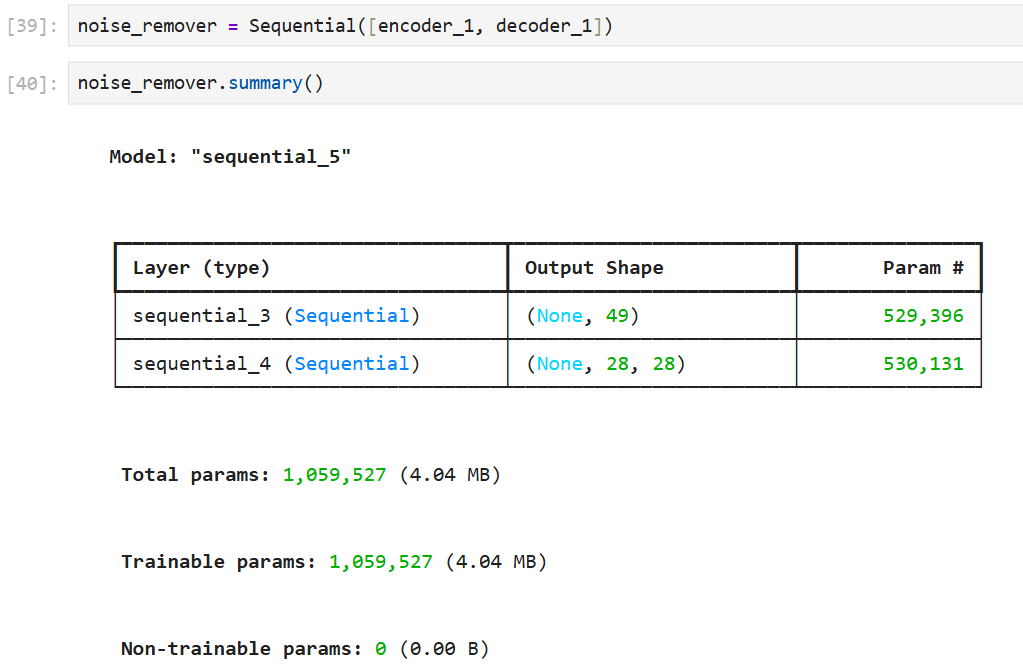 [39]: noise_remover = Sequential([encoder_1, decoder_1])
[40]: noise_remover.summary()
Model: "sequential_5"
Layer (type) Output Shape Param #
sequential_3 (Sequential) (None, 49) 529,396
sequential_4 (Sequential) (None, 28, 28) 530,131
Total params: 1,059,527 (4.04 MB)
Trainable params: 1,059,527 (4.04 MB)
Non-trainable params: 0 (0.00 B)